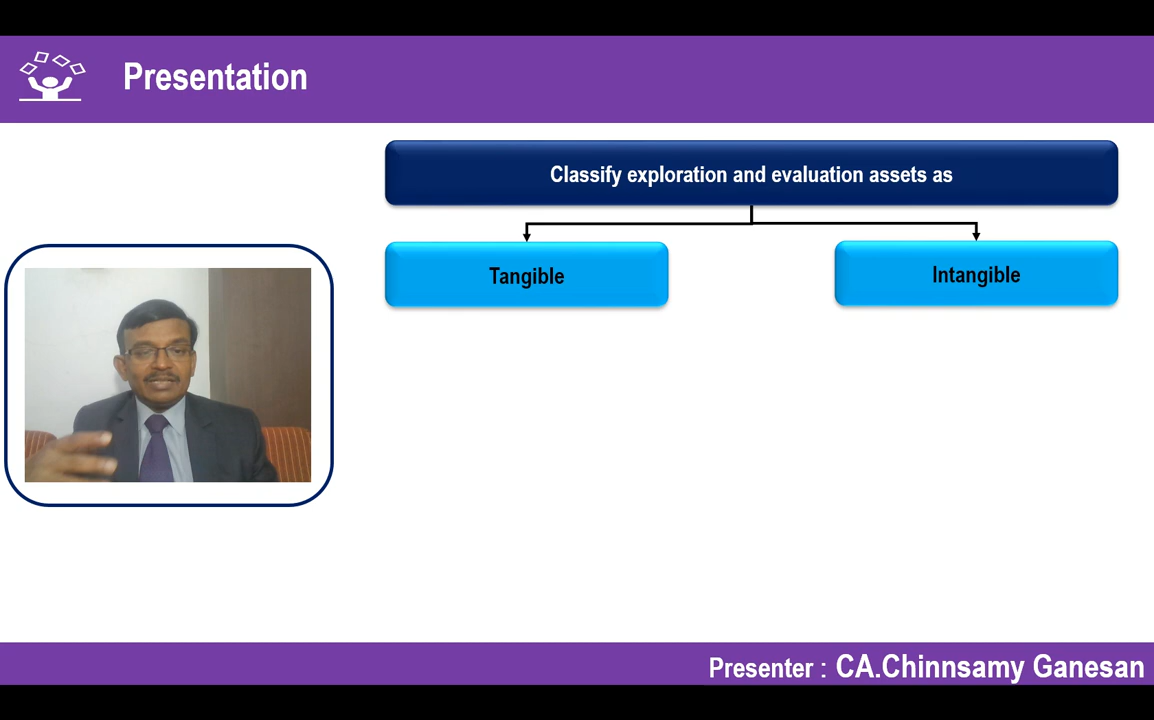 Presentation
Classify exploration and evaluation assets as
Tangible
Intangible
Presenter : CA.Chinnsamy Ganesan